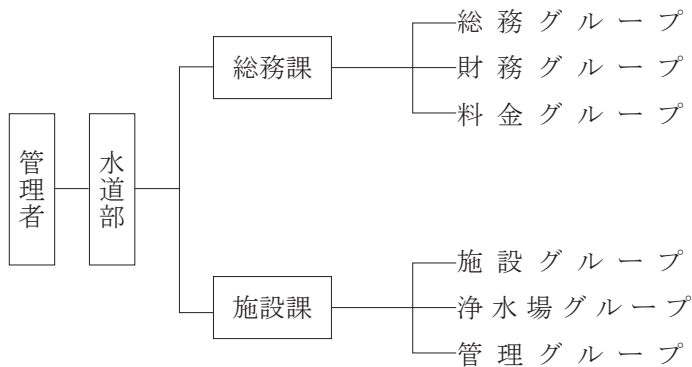 管理者
水道部
総務課
総務グループ
財務グループ
料金グループ
施設課
施設グループ
浄水場グループ
管理グループ